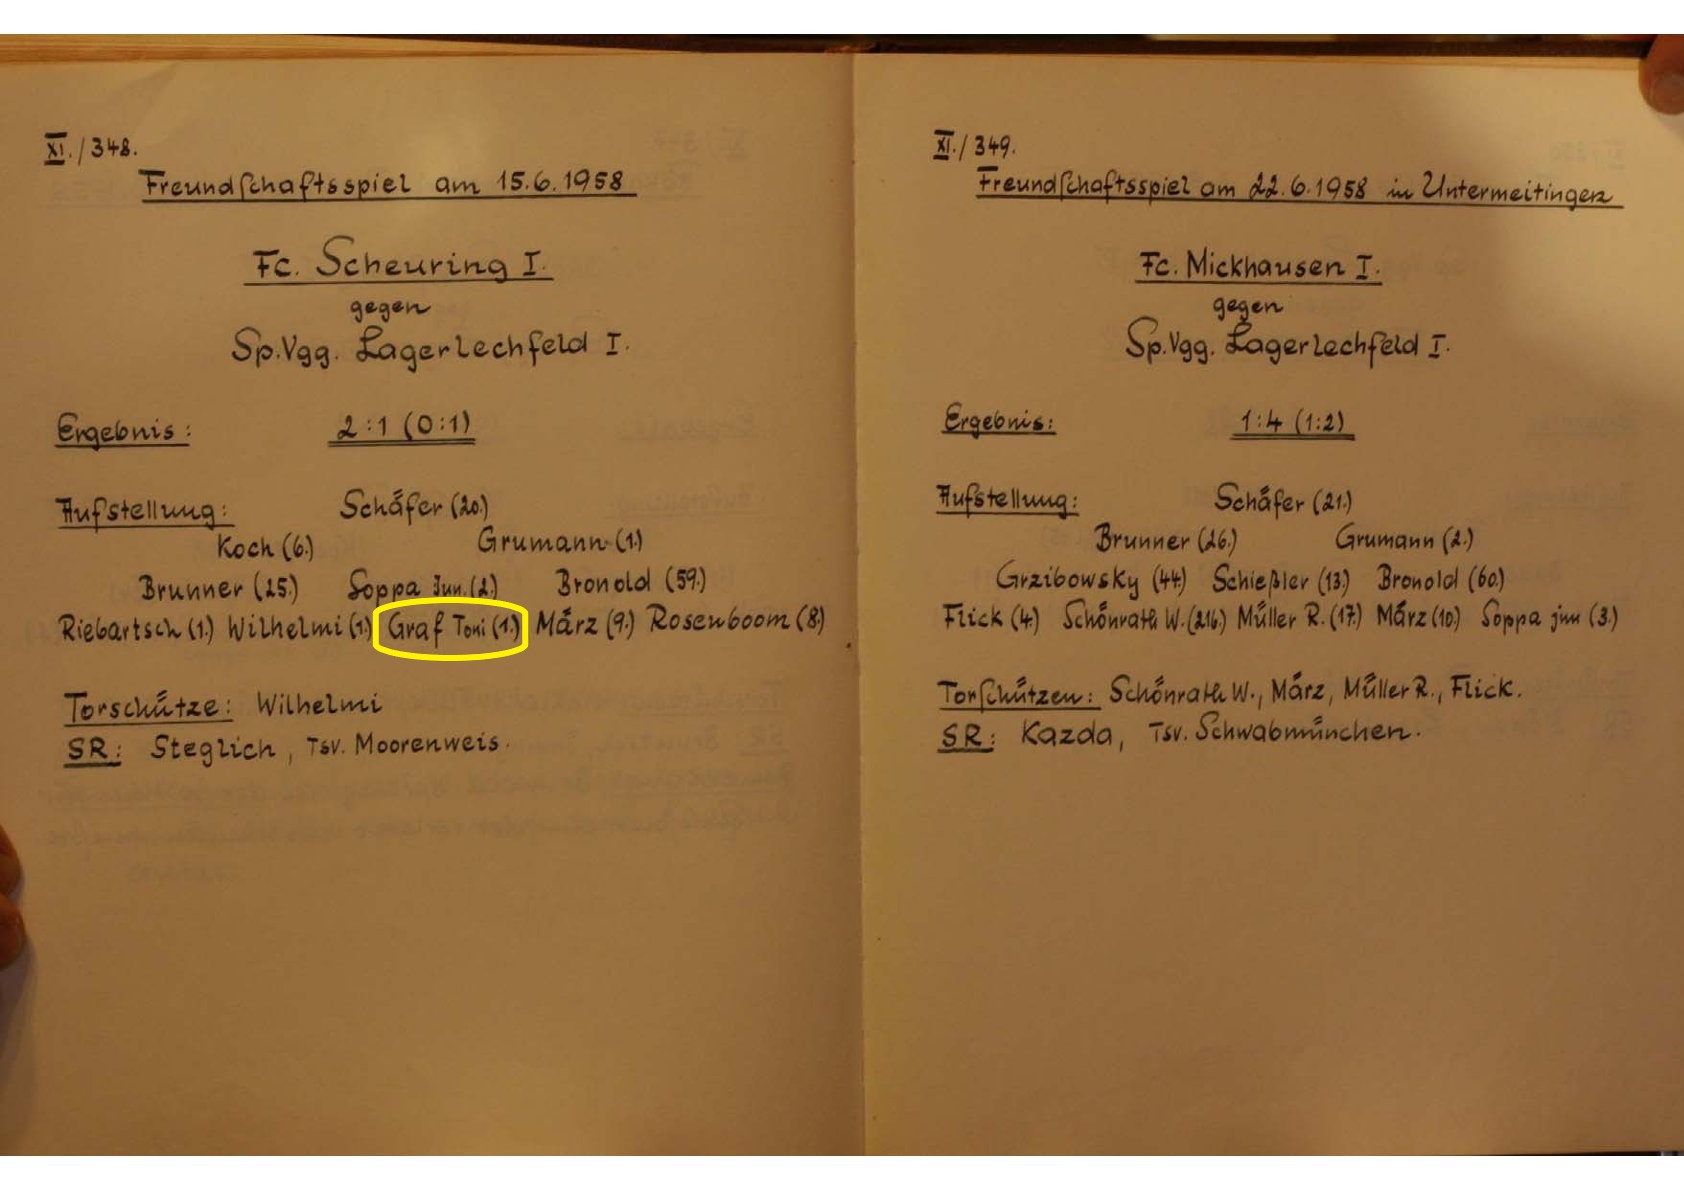 XI./348.
Freundschaftsspiel am 15.6.1958
Fc. Scheuring I.
gegen
Sp.Vgg. Lagerlechfeld I.
Ergebnis: 2:1 (0:1)
Aufstellung: Schäfer (20.)
Koch (6.) Grumann (1.)
Brunner (25.) Soppa Jun. (2.) Bronold (59.)
Riebartsch (1.) Wilhelmi (1.) Graf Toni (1.) März (9.) Rosenboom (8.)
Torschütze: Wilhelmi
SR: Steglich, Tsv. Moorenweis.
XI./349.
Freundschaftsspiel am 22.6.1958 in Untermeitingen
Fc. Mickhausen I.
gegen
Sp.Vgg. Lagerlechfeld I.
Ergebnis: 1:4 (1:2)
Aufstellung: Schäfer (21.)
Brunner (26.) Grumann (2.)
Grzibowsky (44.) Schießler (13.) Bronold (60.)
Flick (4.) Schönrath W. (216.) Müller R. (17.) März (10.) Soppa jun (3.)
Torschützen: Schönrath W., März, Müller R., Flick.
SR: Kazda, Tsv. Schwabmünchen.